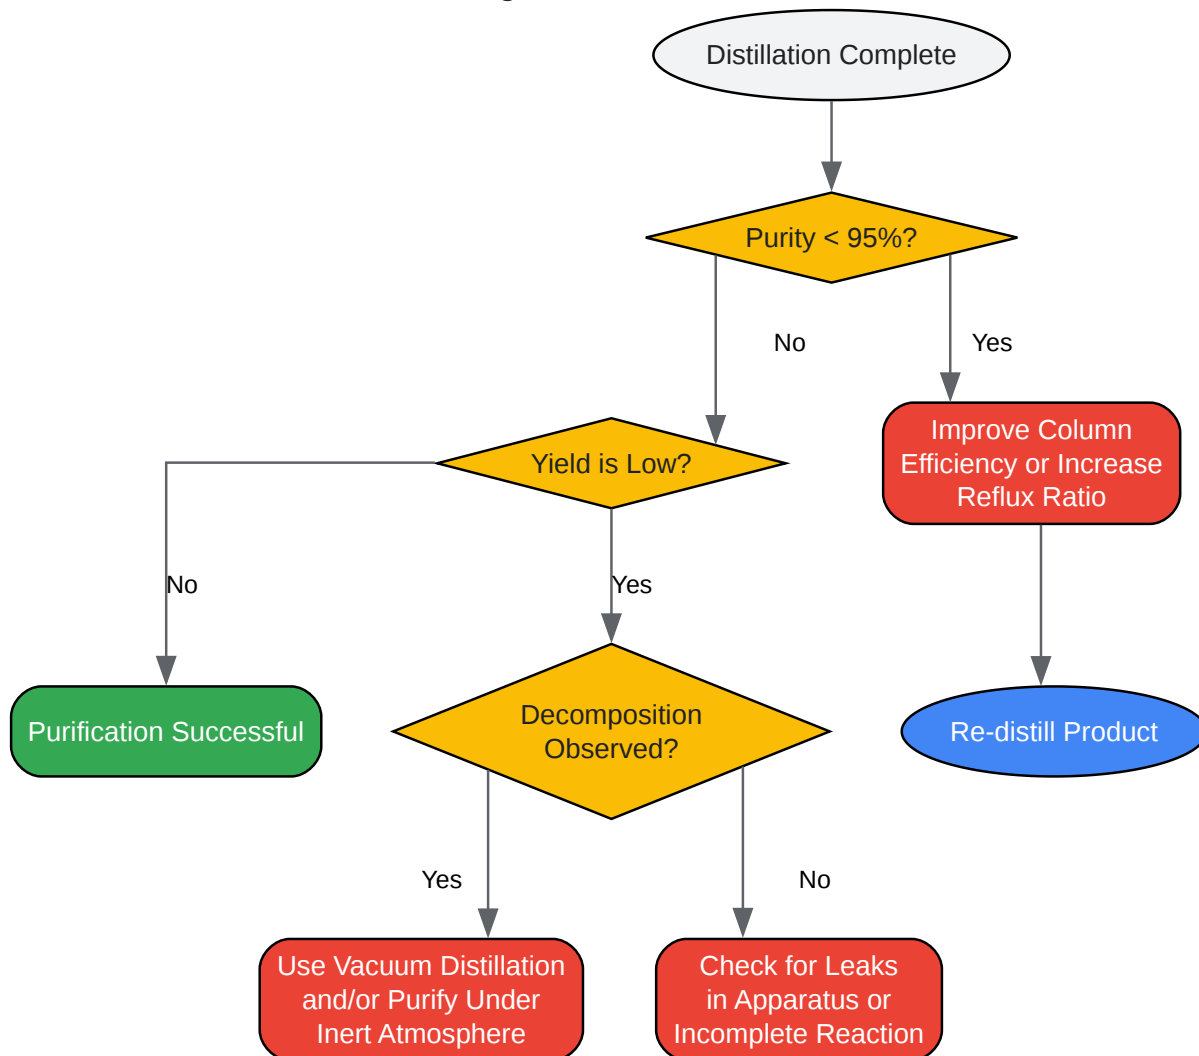 Distillation Complete
Purity < 95%?
No
Yes
Improve Column
Efficiency or Increase
Reflux Ratio
Yield is Low?
No
Yes
Purification Successful
Decomposition
Observed?
Re-distill Product
Yes
No
Use Vacuum Distillation
and/or Purify Under
Inert Atmosphere
Check for Leaks
in Apparatus or
Incomplete Reaction